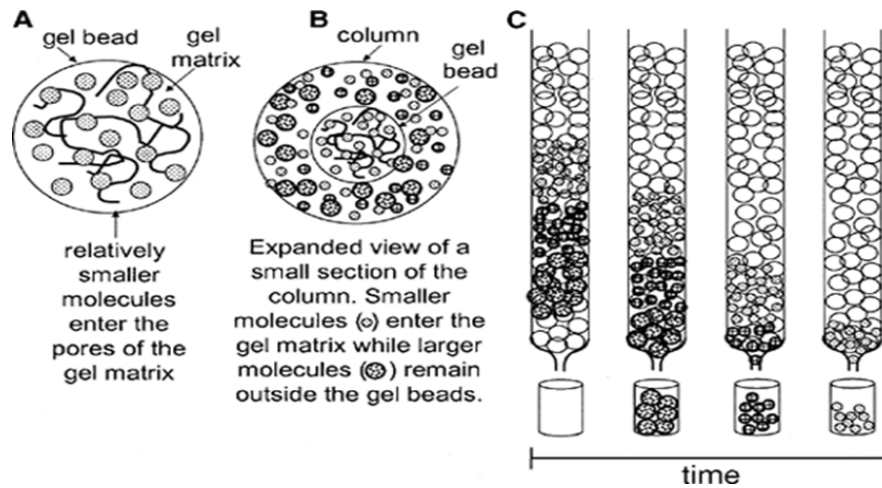 A
gel bead
gel
matrix
relatively
smaller
molecules
enter the
pores of the
gel matrix
B
column
gel
bead
Expanded view of a
small section of the
column. Smaller
molecules (o) enter the
gel matrix while larger
molecules ( ) remain
outside the gel beads.
C
time